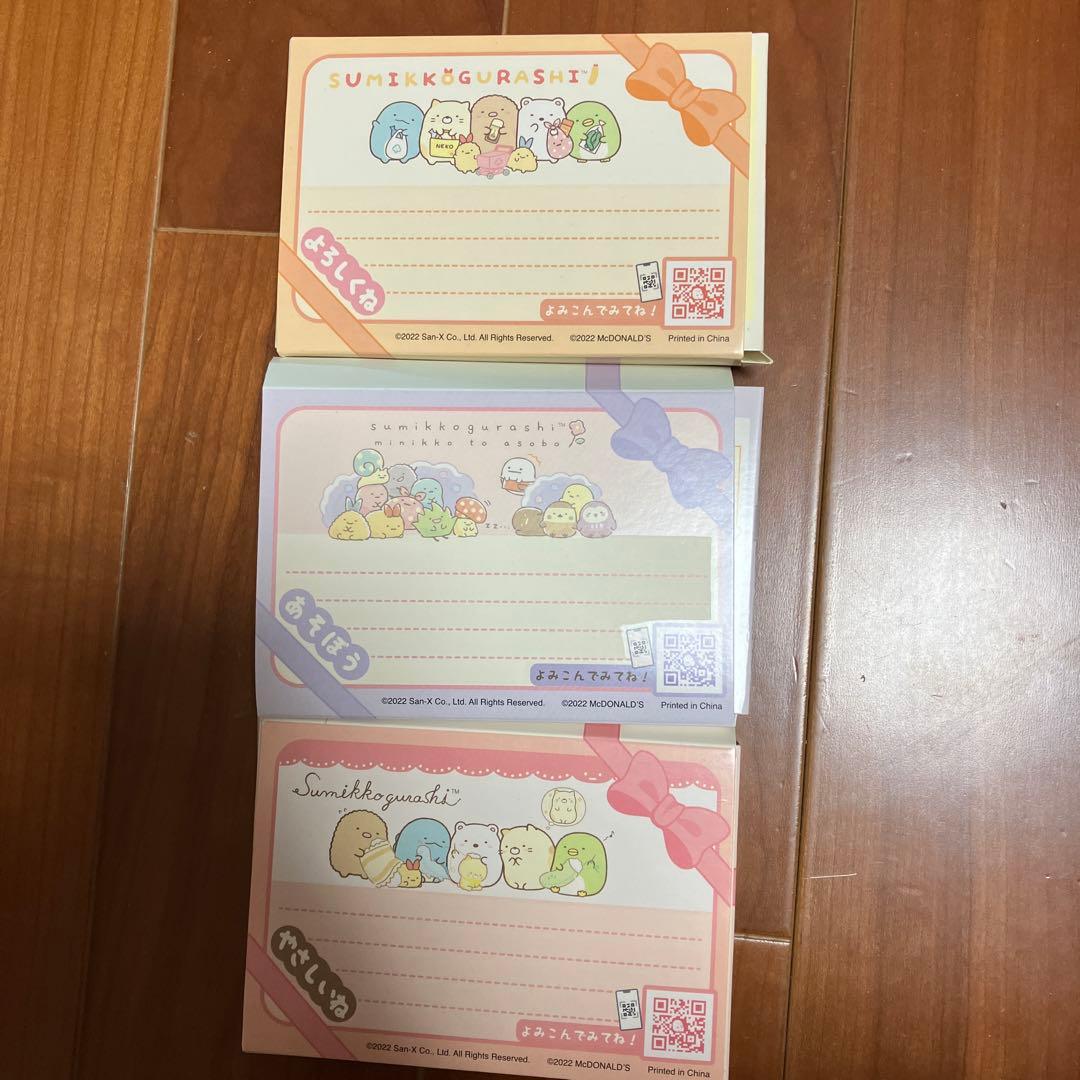 SUMIKKOGURASHI™
NEKO
よろしくね
よみこんでみてね！
©2022 San-X Co., Ltd. All Rights Reserved. ©2022 McDONALD'S Printed in China
sumikkogurashi™
minikko to asobo
zz...
あそぼう
よみこんでみてね！
©2022 San-X Co., Ltd. All Rights Reserved. ©2022 McDONALD'S Printed in China
Sumikkogurashi™
やさしいね
よみこんでみてね！
©2022 San-X Co., Ltd. All Rights Reserved. ©2022 McDONALD'S Printed in China